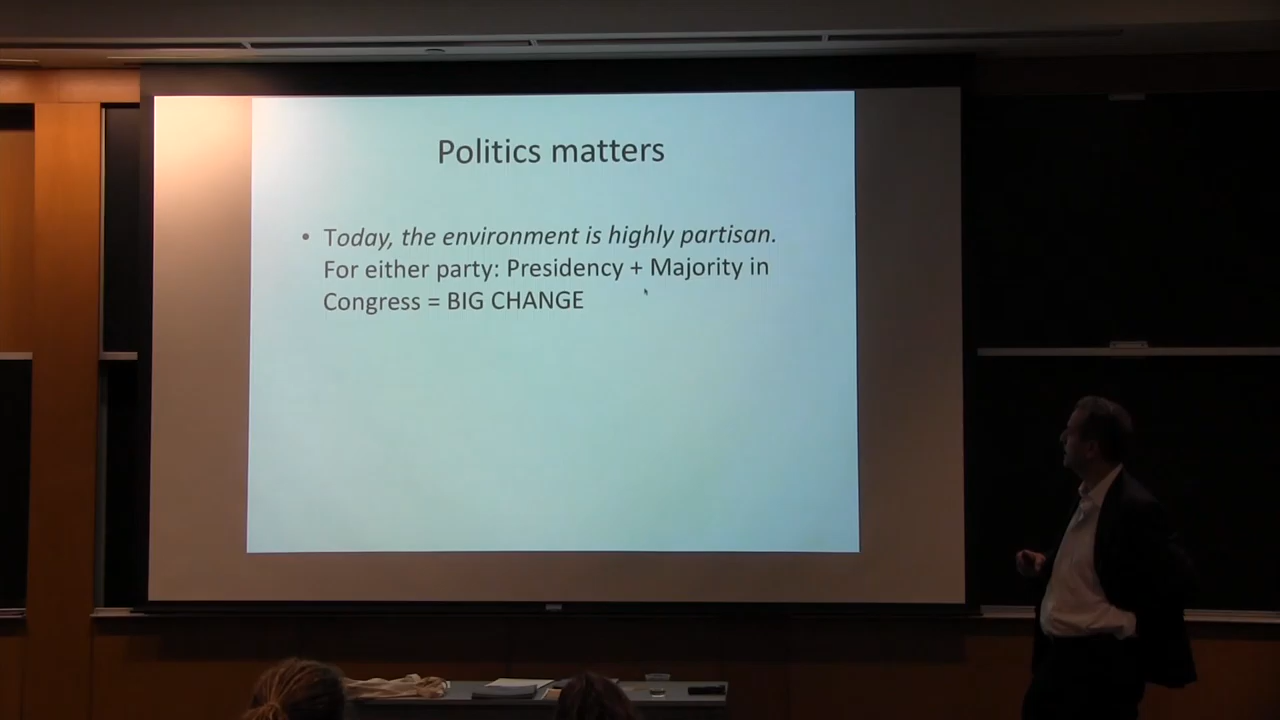 Politics matters
• Today, the environment is highly partisan.
For either party: Presidency + Majority in
Congress = BIG CHANGE